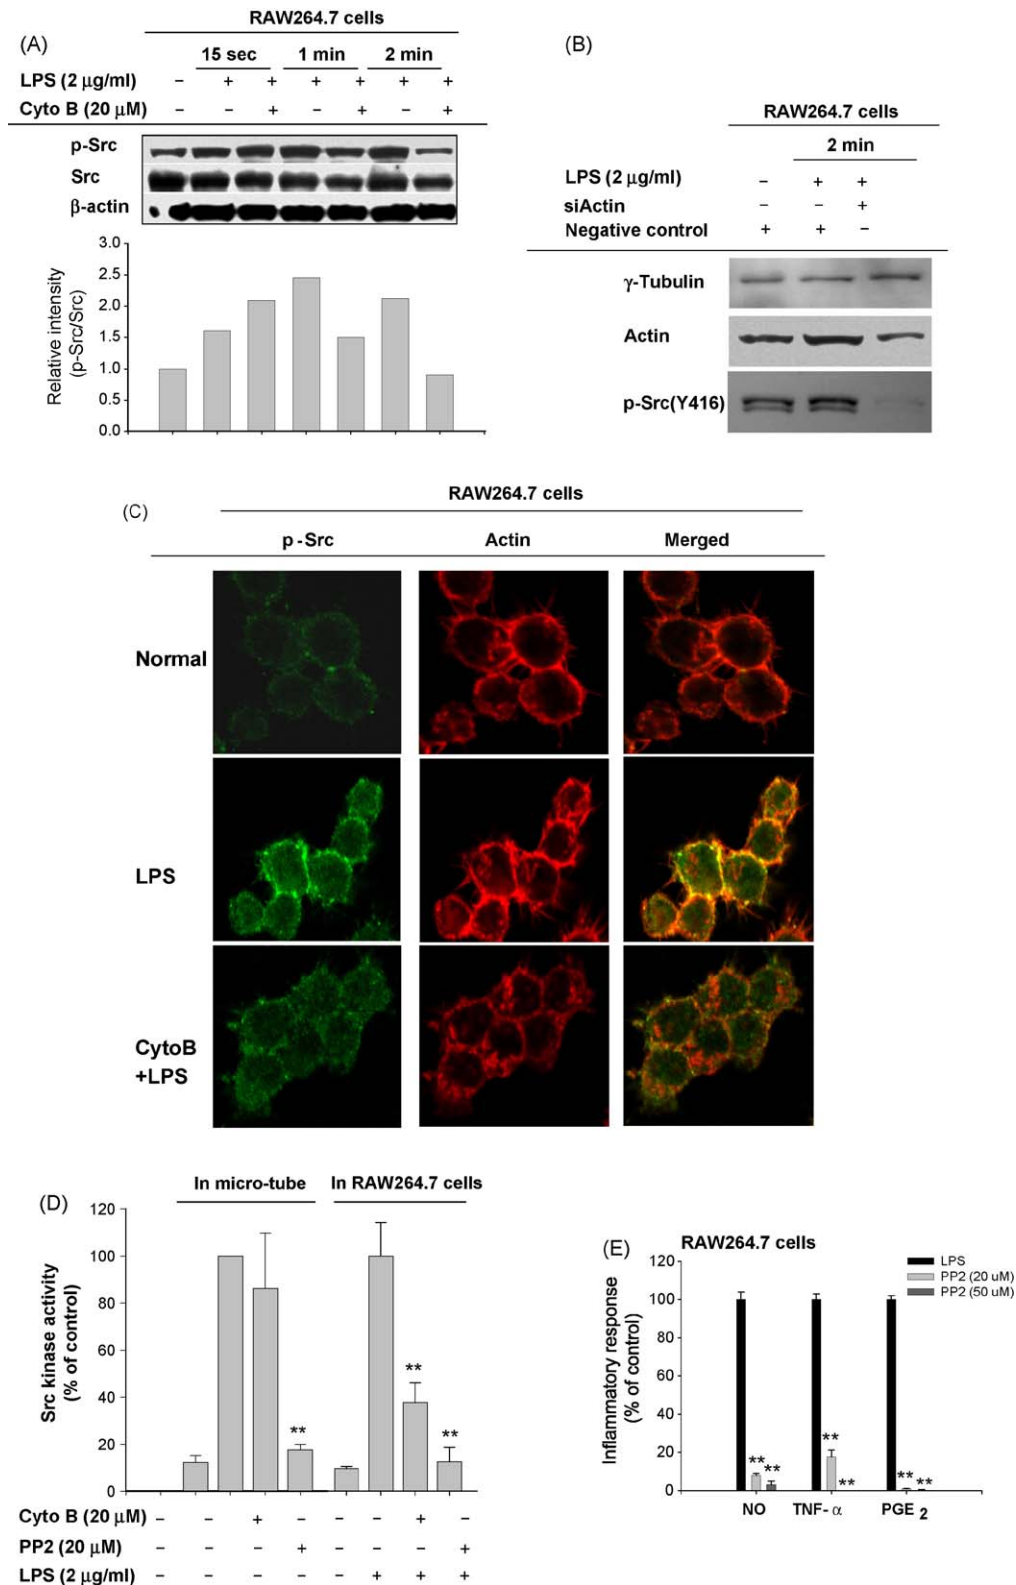 (A)
RAW264.7 cells
15 sec 1 min 2 min
LPS (2 μg/ml) – + + + + + +
Cyto B (20 μM) – – + – + – +
p-Src
Src
β-actin
3.0
2.5
2.0
1.5
1.0
0.5
0.0
Relative intensity
(p-Src/Src)
(B)
RAW264.7 cells
2 min
LPS (2 μg/ml) – + +
siActin – – +
Negative control + + –
γ-Tubulin
Actin
p-Src(Y416)
(C)
RAW264.7 cells
p-Src Actin Merged
Normal
LPS
CytoB
+LPS
(D)
In micro-tube In RAW264.7 cells
120
100
80
60
40
20
0
Src kinase activity
(% of control)
** ** **
Cyto B (20 μM) – – – + – – – + –
PP2 (20 μM) – – – – + – – – +
LPS (2 μg/ml) – – – – – – + + +
(E)
RAW264.7 cells
LPS
PP2 (20 uM)
PP2 (50 uM)
120
100
80
60
40
20
0
Inflammatory response
(% of control)
** ** ** ** ** **
NO TNF-α PGE 2